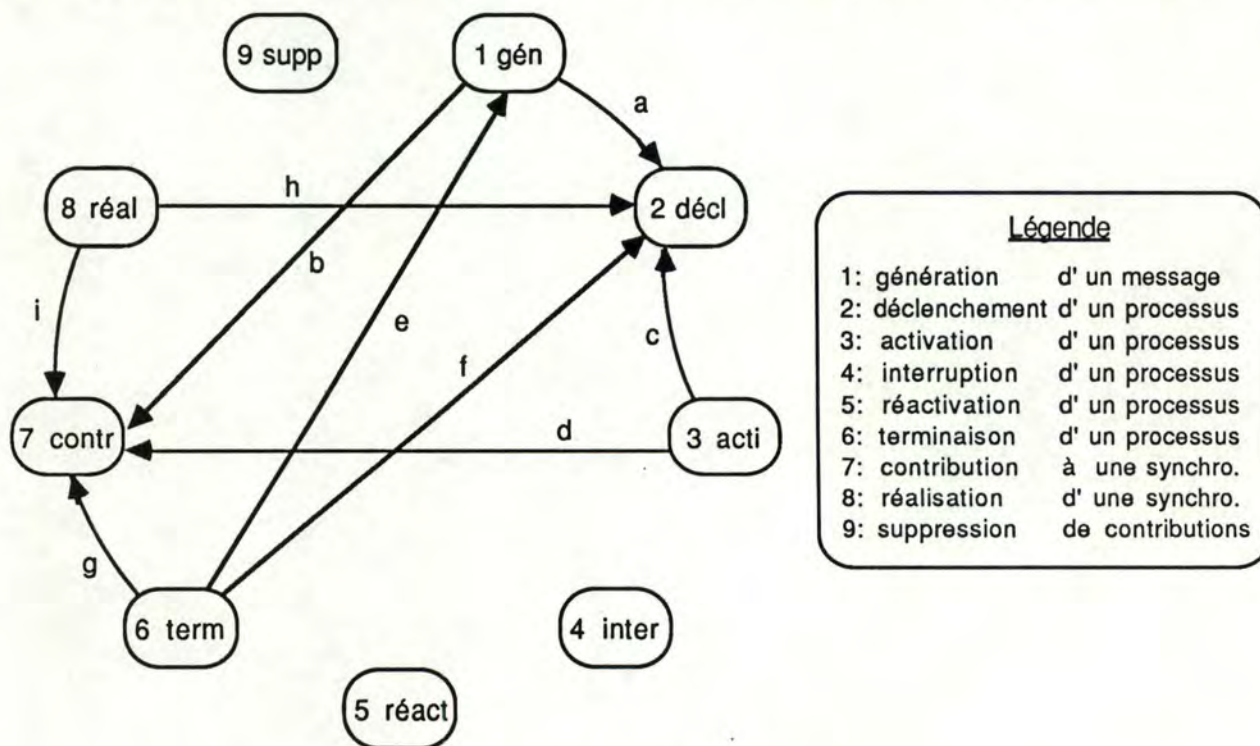 9 supp
1 gén
a
8 réal
h
2 décl
b
i
e
f
c
7 contr
d
3 acti
g
6 term
4 inter
5 réact
Légende
1: génération d' un message
2: déclenchement d' un processus
3: activation d' un processus
4: interruption d' un processus
5: réactivation d' un processus
6: terminaison d' un processus
7: contribution à une synchro.
8: réalisation d' une synchro.
9: suppression de contributions